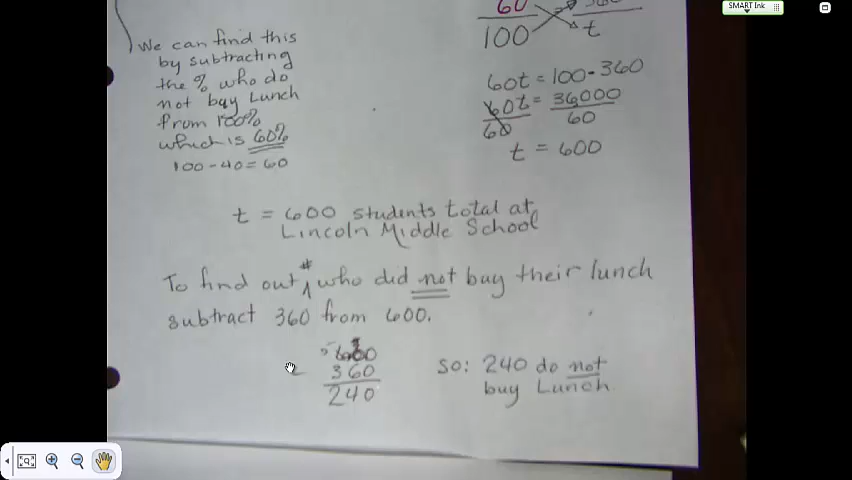 SMART Ink
60
100
t
We can find this
by subtracting
the % who do
not buy Lunch
from 100%
which is 60%
100-40=60
60t = 100-360
60t = 36000
60 60
t = 600
t = 600 students total at
Lincoln Middle School
To find out # who did not buy their lunch
subtract 360 from 600.
600
360
240
so: 240 do not
buy Lunch